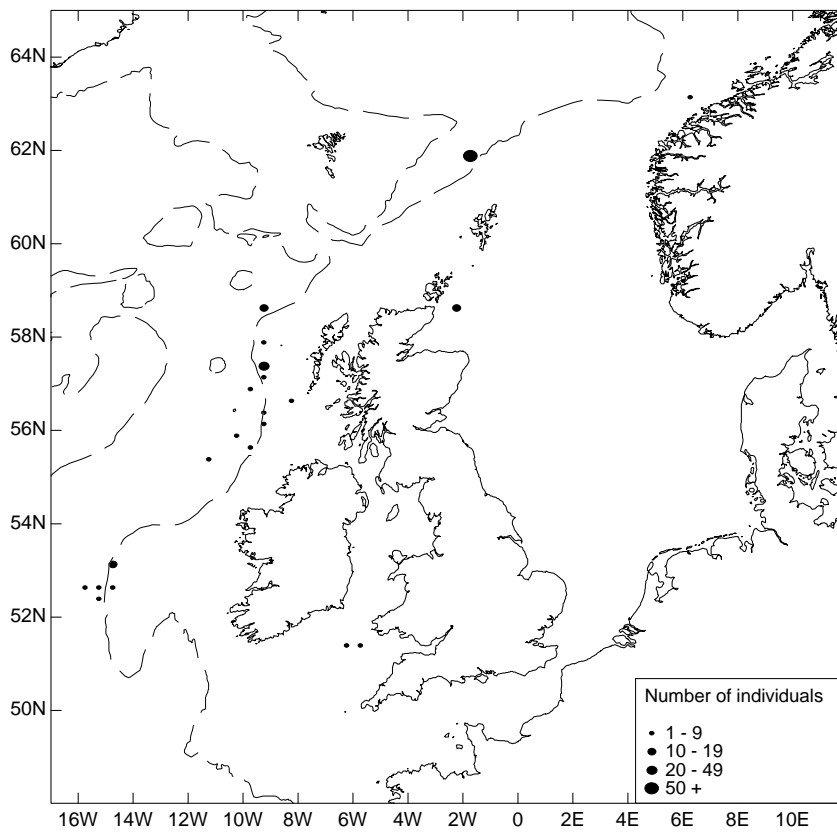 64N
62N
60N
58N
56N
54N
52N
50N
Number of individuals
1 - 9
10 - 19
20 - 49
50 +
16W 14W 12W 10W 8W 6W 4W 2W 0 2E 4E 6E 8E 10E